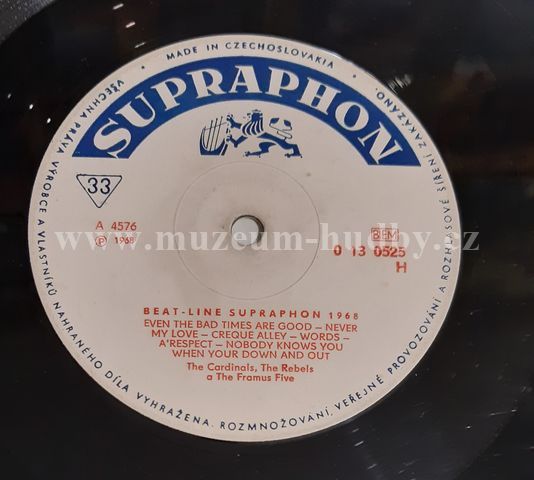 MADE IN CZECHOSLOVAKIA •
SUPRAPHON
33
A 4576
Ⓟ 1968
BIEM
0 13 0525
H
www.muzeum-hudby.cz
BEAT-LINE SUPRAPHON 1968
EVEN THE BAD TIMES ARE GOOD – NEVER
MY LOVE – CREQUE ALLEY – WORDS –
A'RESPECT – NOBODY KNOWS YOU
WHEN YOUR DOWN AND OUT
The Cardinals, The Rebels
a The Framus Five
VŠECHNA PRÁVA VÝROBCE A VLASTNÍKŮ NAHRANÉHO DÍLA VYHRAŽENA. ROZMNOŽOVÁNÍ, VEŘEJNÉ PROVOZOVÁNÍ A ROZHLASOVÉ ŠÍŘENÍ ZAKÁZÁNO